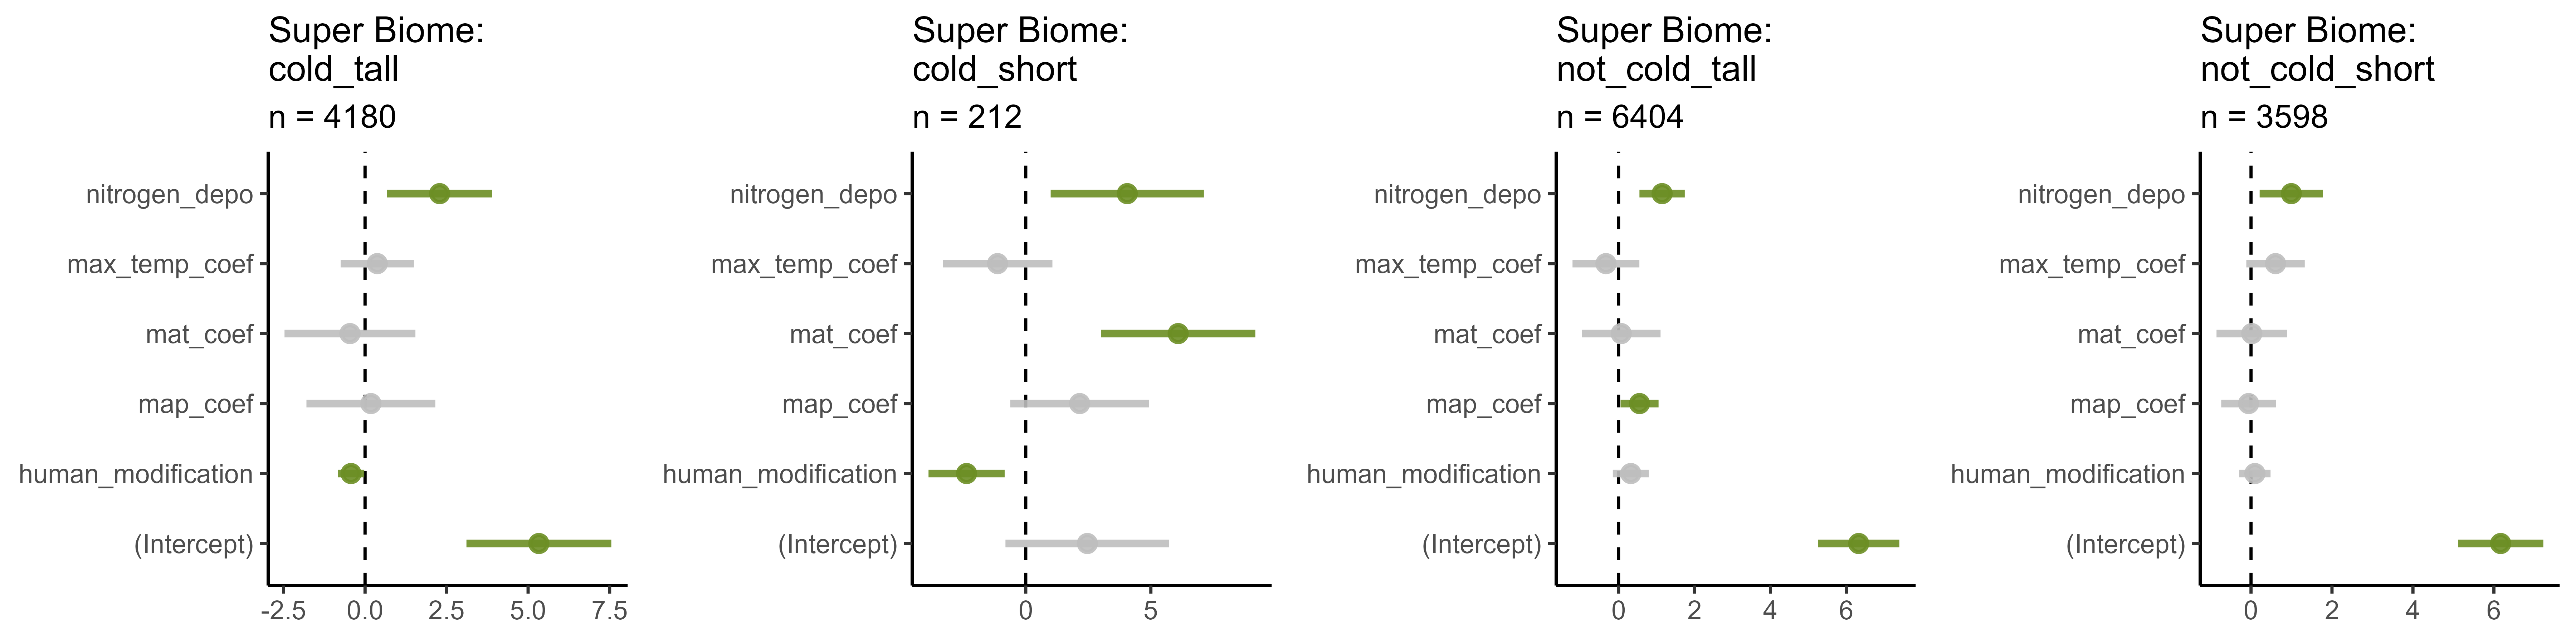 Super Biome:
cold_tall
n = 4180
nitrogen_depo
max_temp_coef
mat_coef
map_coef
human_modification
(Intercept)
-2.5 0.0 2.5 5.0 7.5
Super Biome:
cold_short
n = 212
nitrogen_depo
max_temp_coef
mat_coef
map_coef
human_modification
(Intercept)
0 5
Super Biome:
not_cold_tall
n = 6404
nitrogen_depo
max_temp_coef
mat_coef
map_coef
human_modification
(Intercept)
0 2 4 6
Super Biome:
not_cold_short
n = 3598
nitrogen_depo
max_temp_coef
mat_coef
map_coef
human_modification
(Intercept)
0 2 4 6